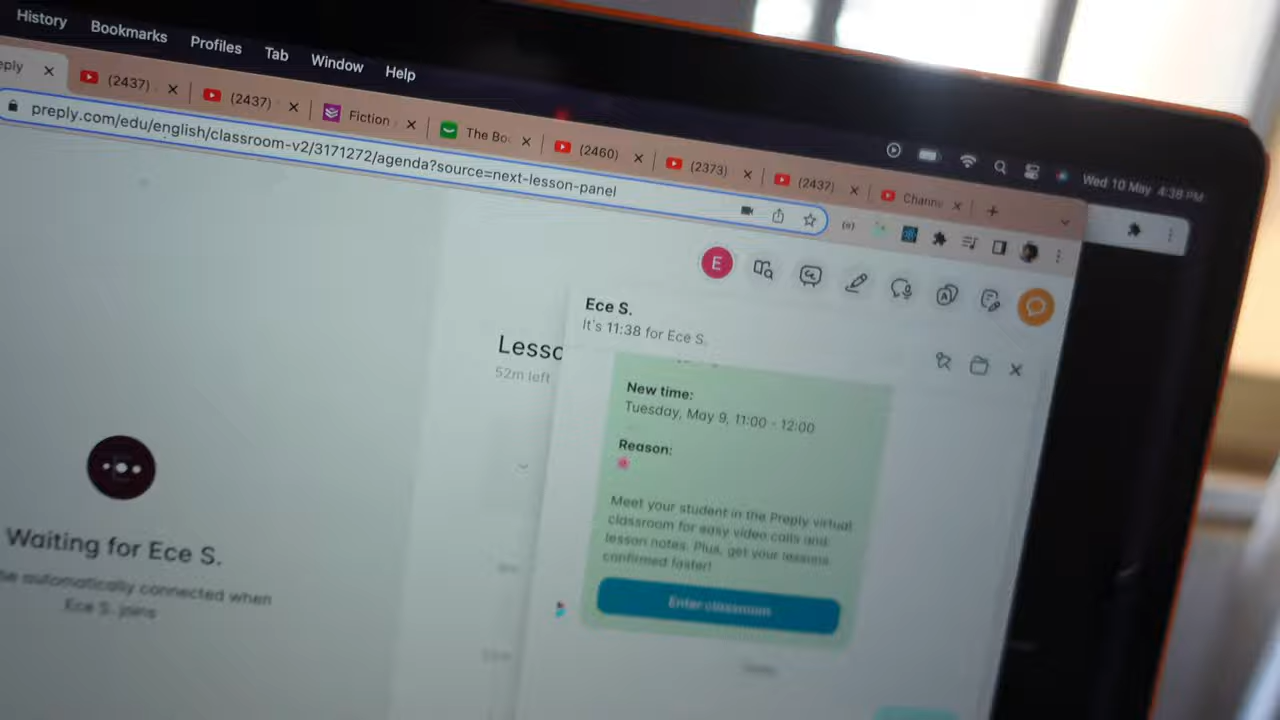 History Bookmarks Profiles Tab Window Help
Wed 10 May 4:38 PM
eply (2437) (2437) Fiction The Bo (2460) (2373) (2437) Channe
preply.com/edu/english/classroom-v2/3171272/agenda?source=next-lesson-panel
E
Ece S.
It's 11:38 for Ece S.
Lesso
52m left
New time:
Tuesday, May 9, 11:00 - 12:00
Reason:
Meet your student in the Preply virtual
classroom for easy video calls and
lesson notes. Plus, get your lessons
confirmed faster!
Enter classroom
Waiting for Ece S.
be automatically connected when
Ece S. joins